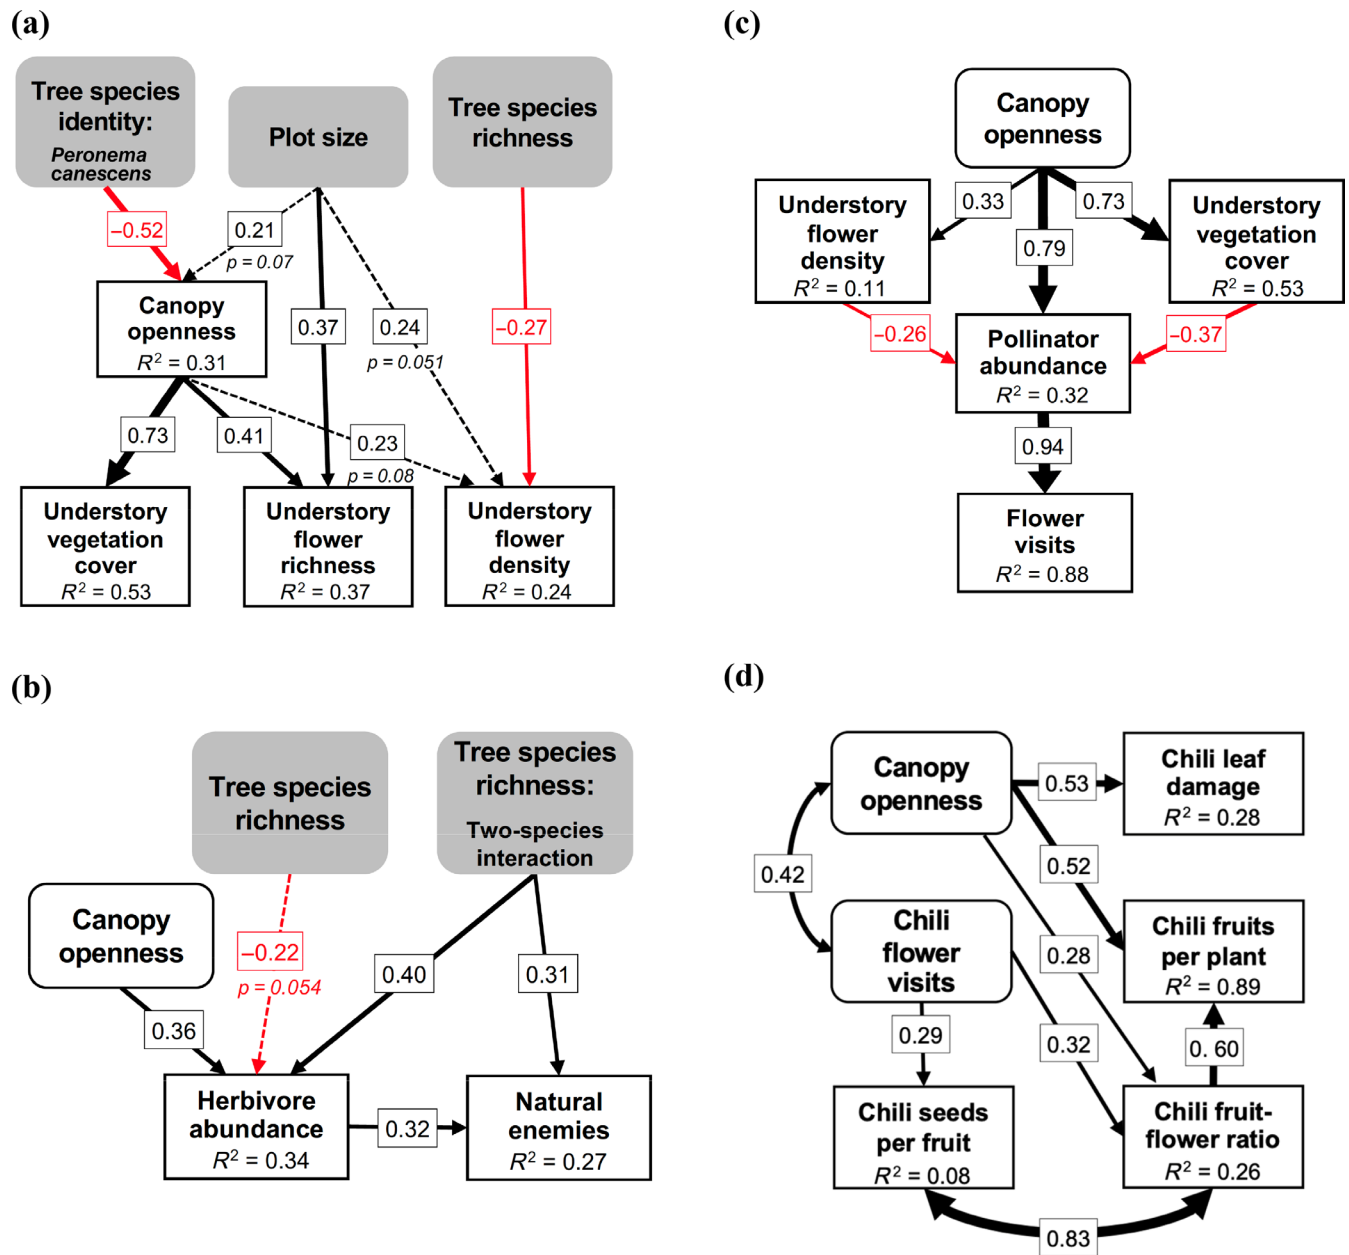 (a)
Tree species
identity:
Peronema
canescens
Plot size
Tree species
richness
−0.52
0.21
p = 0.07
Canopy
openness
R² = 0.31
0.37
0.24
p = 0.051
−0.27
0.73
0.41
0.23
p = 0.08
Understory
vegetation
cover
R² = 0.53
Understory
flower
richness
R² = 0.37
Understory
flower
density
R² = 0.24
(b)
Tree species
richness
Tree species
richness:
Two-species
interaction
Canopy
openness
−0.22
p = 0.054
0.40
0.31
0.36
Herbivore
abundance
R² = 0.34
0.32
Natural
enemies
R² = 0.27
(c)
Canopy
openness
0.33
0.73
0.79
Understory
flower
density
R² = 0.11
Understory
vegetation
cover
R² = 0.53
−0.26
−0.37
Pollinator
abundance
R² = 0.32
0.94
Flower
visits
R² = 0.88
(d)
Canopy
openness
0.53
Chili leaf
damage
R² = 0.28
0.42
0.52
Chili
flower
visits
0.28
Chili fruits
per plant
R² = 0.89
0.29
0.32
0. 60
Chili seeds
per fruit
R² = 0.08
Chili fruit-
flower ratio
R² = 0.26
0.83